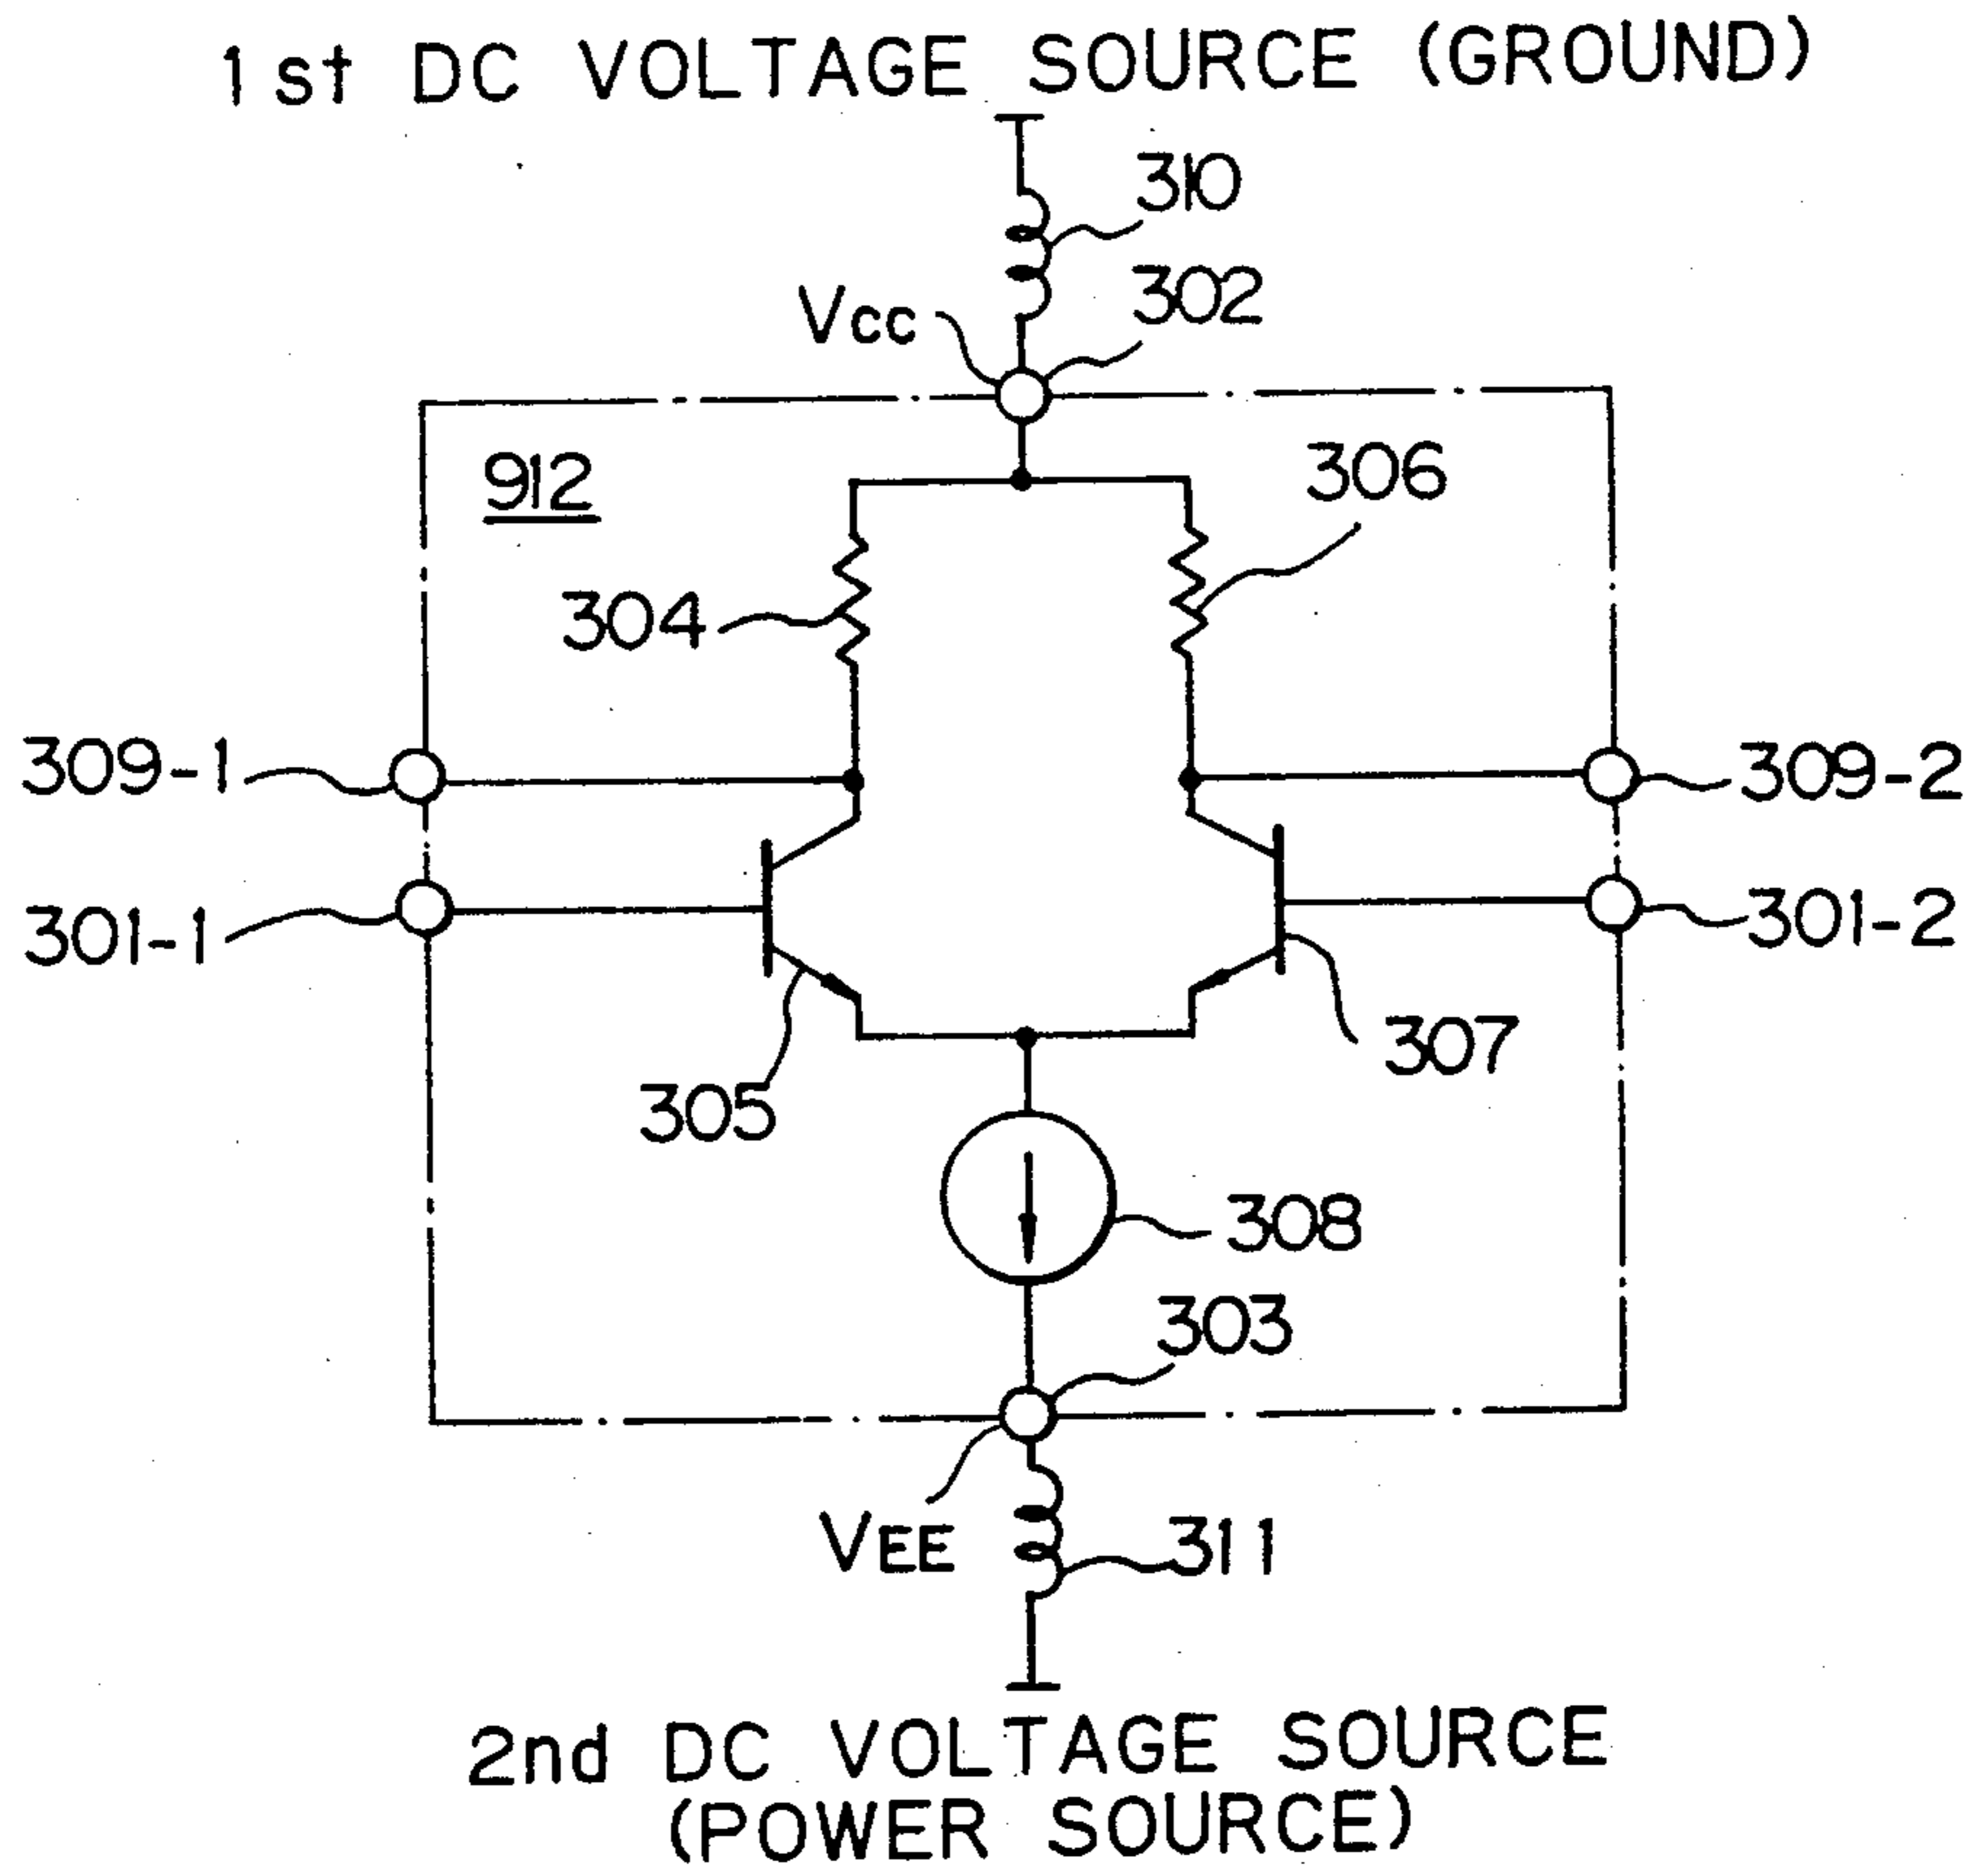 1st DC VOLTAGE SOURCE (GROUND)
310
302
Vcc
912
306
304
309-1
309-2
301-1
301-2
307
305
308
303
VEE
311
2nd DC VOLTAGE SOURCE
(POWER SOURCE)